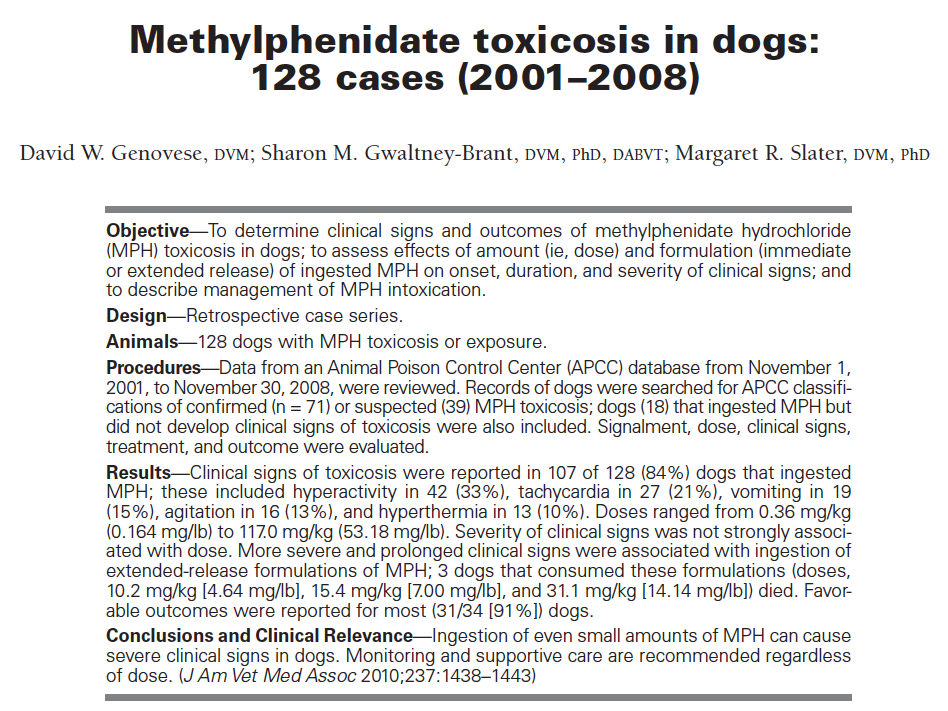 Methylphenidate toxicosis in dogs:
128 cases (2001–2008)
David W. Genovese, DVM; Sharon M. Gwaltney-Brant, DVM, PhD, DABVT; Margaret R. Slater, DVM, PhD
Objective—To determine clinical signs and outcomes of methylphenidate hydrochloride
(MPH) toxicosis in dogs; to assess effects of amount (ie, dose) and formulation (immediate
or extended release) of ingested MPH on onset, duration, and severity of clinical signs; and
to describe management of MPH intoxication.
Design—Retrospective case series.
Animals—128 dogs with MPH toxicosis or exposure.
Procedures—Data from an Animal Poison Control Center (APCC) database from November 1,
2001, to November 30, 2008, were reviewed. Records of dogs were searched for APCC classifi-
cations of confirmed (n = 71) or suspected (39) MPH toxicosis; dogs (18) that ingested MPH but
did not develop clinical signs of toxicosis were also included. Signalment, dose, clinical signs,
treatment, and outcome were evaluated.
Results—Clinical signs of toxicosis were reported in 107 of 128 (84%) dogs that ingested
MPH; these included hyperactivity in 42 (33%), tachycardia in 27 (21%), vomiting in 19
(15%), agitation in 16 (13%), and hyperthermia in 13 (10%). Doses ranged from 0.36 mg/kg
(0.164 mg/lb) to 117.0 mg/kg (53.18 mg/lb). Severity of clinical signs was not strongly associ-
ated with dose. More severe and prolonged clinical signs were associated with ingestion of
extended-release formulations of MPH; 3 dogs that consumed these formulations (doses,
10.2 mg/kg [4.64 mg/lb], 15.4 mg/kg [7.00 mg/lb], and 31.1 mg/kg [14.14 mg/lb]) died. Favor-
able outcomes were reported for most (31/34 [91%]) dogs.
Conclusions and Clinical Relevance—Ingestion of even small amounts of MPH can cause
severe clinical signs in dogs. Monitoring and supportive care are recommended regardless
of dose. (J Am Vet Med Assoc 2010;237:1438–1443)